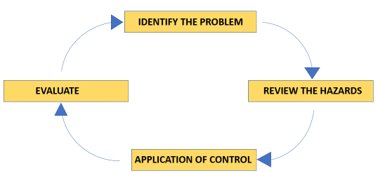 IDENTIFY THE PROBLEM
REVIEW THE HAZARDS
APPLICATION OF CONTROL
EVALUATE